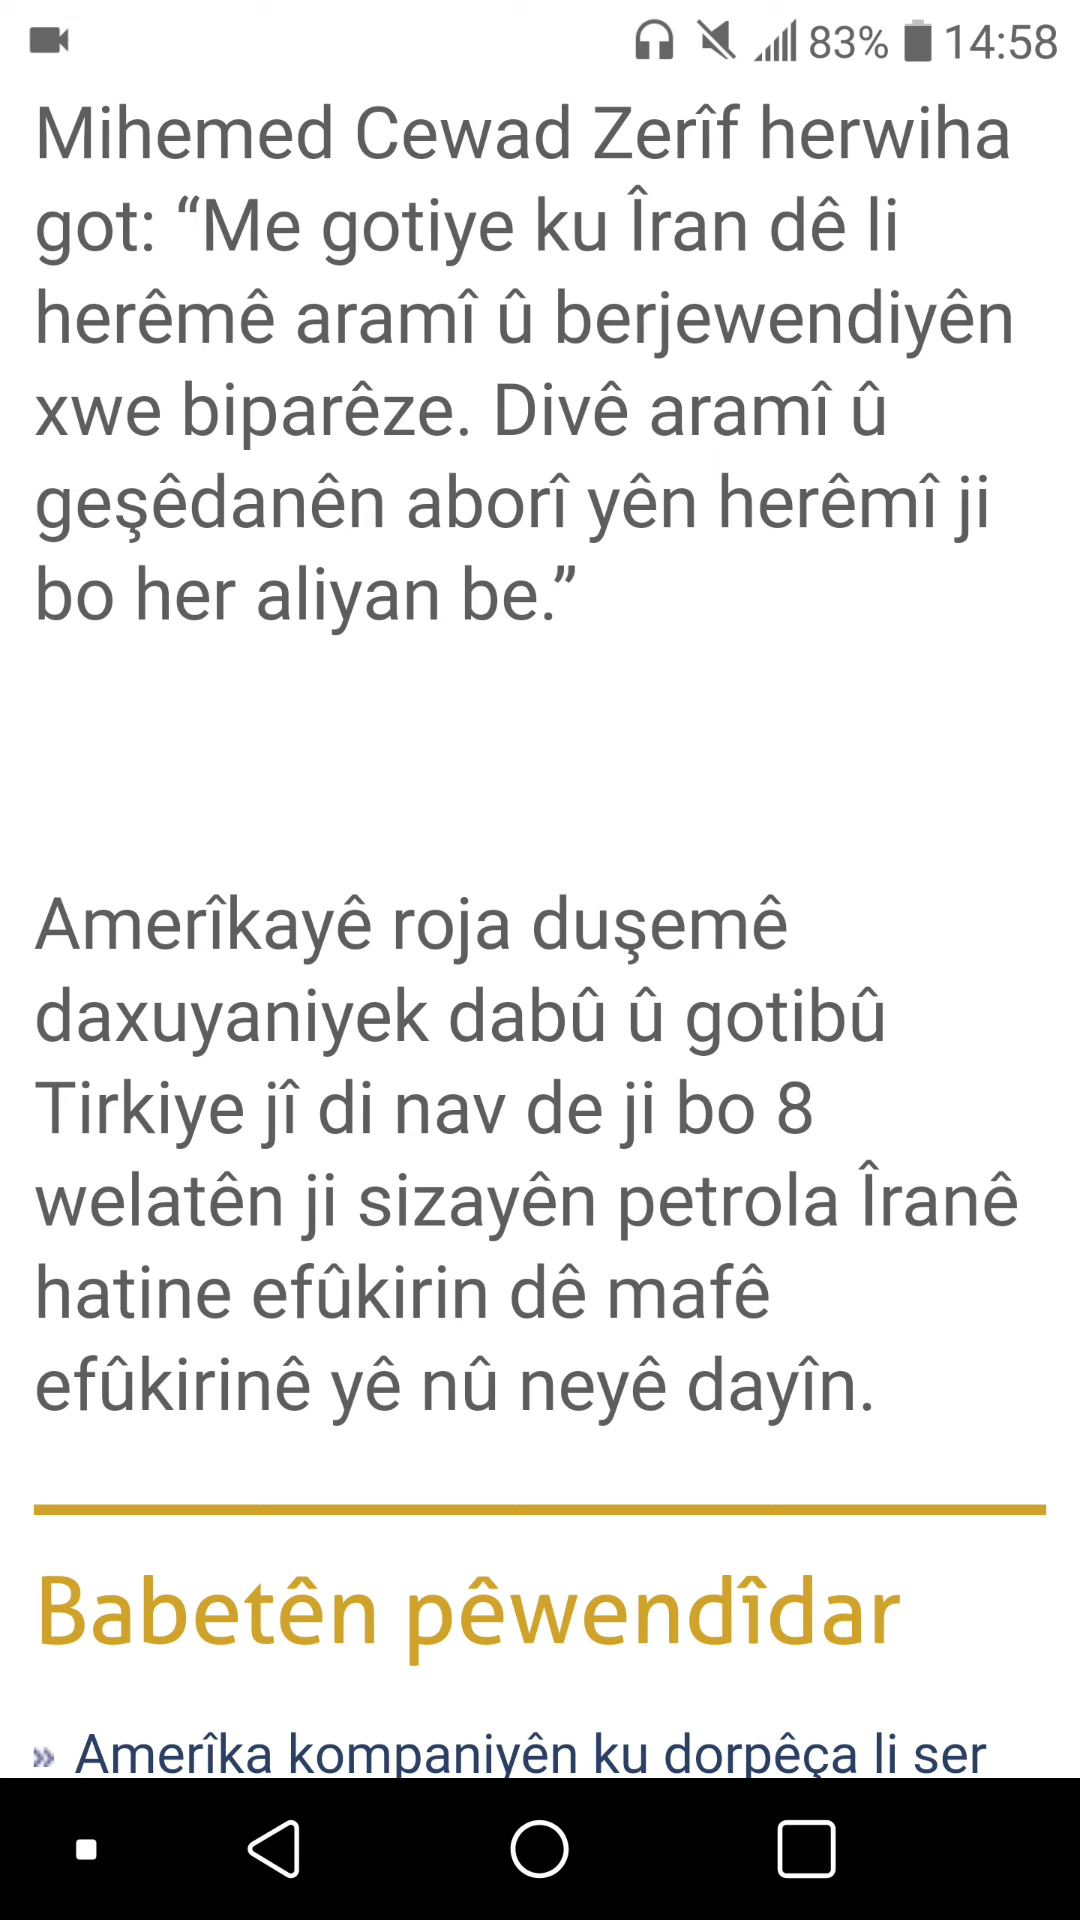 83% 14:58
Mihemed Cewad Zerîf herwiha
got: “Me gotiye ku Îran dê li
herêmê aramî û berjewendiyên
xwe biparêze. Divê aramî û
geşêdanên aborî yên herêmî ji
bo her aliyan be.”
Amerîkayê roja duşemê
daxuyaniyek dabû û gotibû
Tirkiye jî di nav de ji bo 8
welatên ji sizayên petrola Îranê
hatine efûkirin dê mafê
efûkirinê yê nû neyê dayîn.
Babetên pêwendîdar
» Amerîka kompaniyên ku dorpêça li ser